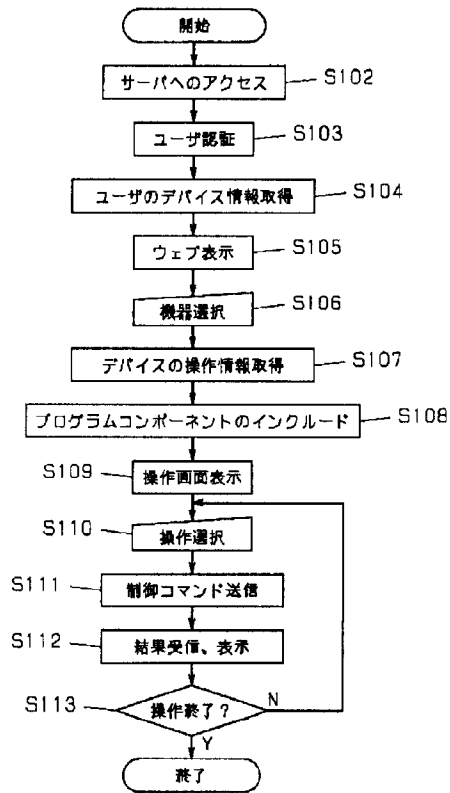 開始
サーバへのアクセス S102
ユーザ認証 S103
ユーザのデバイス情報取得 S104
ウェブ表示 S105
機器選択 S106
デバイスの操作情報取得 S107
プログラムコンポーネントのインクルード S108
S109 操作画面表示
S110 操作選択
S111 制御コマンド送信
S112 結果受信、表示
S113 操作終了? N
Y
終了